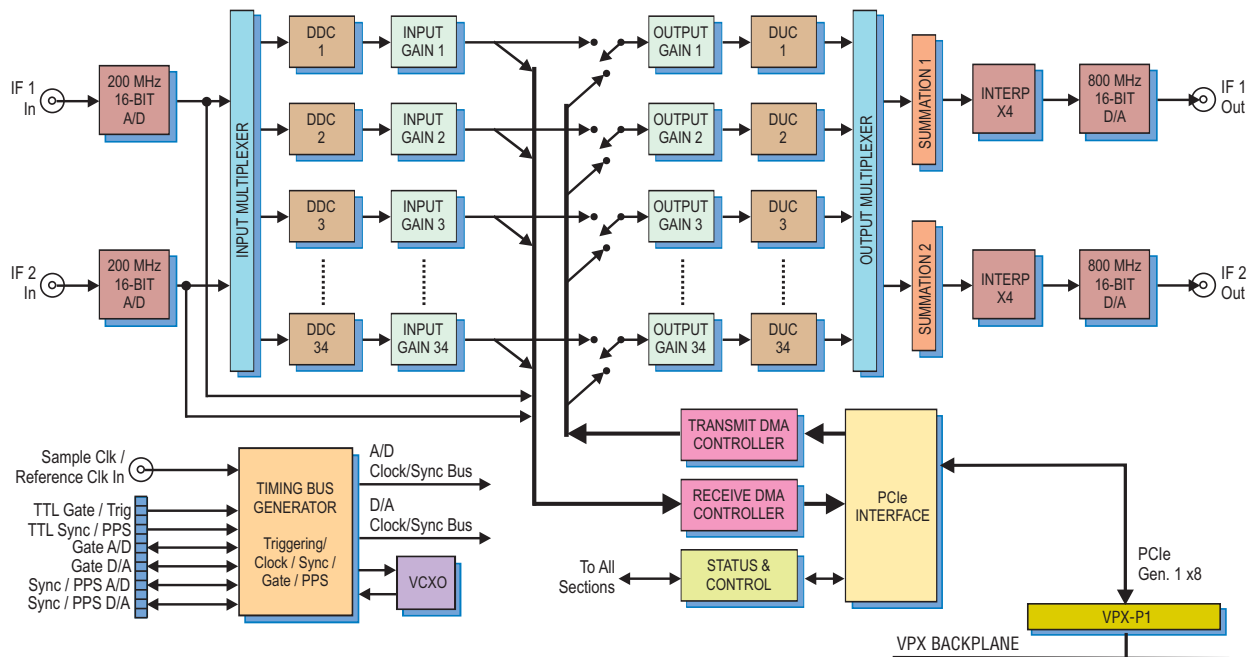 IF 1
In
200 MHz
16-BIT
A/D
IF 2
In
200 MHz
16-BIT
A/D
INPUT MULTIPLEXER
DDC
1
INPUT
GAIN 1
DDC
2
INPUT
GAIN 2
DDC
3
INPUT
GAIN 3
DDC
34
INPUT
GAIN 34
OUTPUT
GAIN 1
DUC
1
OUTPUT
GAIN 2
DUC
2
OUTPUT
GAIN 3
DUC
3
OUTPUT
GAIN 34
DUC
34
OUTPUT MULTIPLEXER
SUMMATION 1
INTERP
X4
800 MHz
16-BIT
D/A
IF 1
Out
SUMMATION 2
INTERP
X4
800 MHz
16-BIT
D/A
IF 2
Out
Sample Clk /
Reference Clk In
TTL Gate / Trig
TTL Sync / PPS
Gate A/D
Gate D/A
Sync / PPS A/D
Sync / PPS D/A
TIMING BUS
GENERATOR
Triggering/
Clock / Sync /
Gate / PPS
A/D
Clock/Sync Bus
D/A
Clock/Sync Bus
VCXO
TRANSMIT DMA
CONTROLLER
RECEIVE DMA
CONTROLLER
To All
Sections
STATUS &
CONTROL
PCIe
INTERFACE
PCIe
Gen. 1 x8
VPX-P1
VPX BACKPLANE